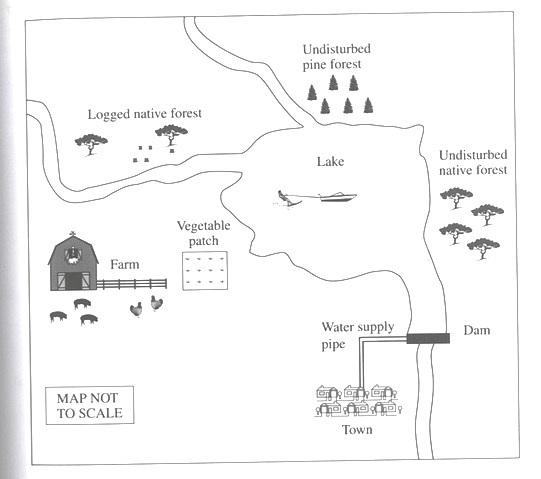 Undisturbed
pine forest
Logged native forest
Lake
Undisturbed
native forest
Vegetable
patch
Farm
Water supply
pipe
Dam
MAP NOT
TO SCALE
Town